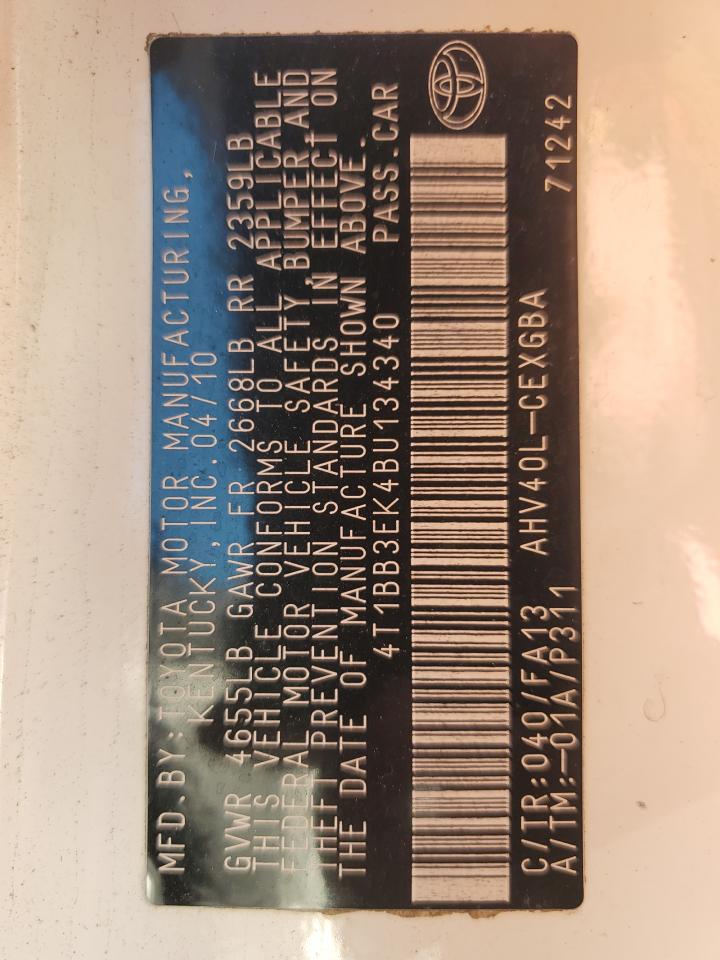 MFD.BY:TOYOTA MOTOR MANUFACTURING,
KENTUCKY,INC.04/10
GVWR 4655LB GAWR FR 2668LB RR 2359LB
THIS VEHICLE CONFORMS TO ALL APPLICABLE
FEDERAL MOTOR VEHICLE SAFETY,BUMPER,AND
THEFT PREVENTION STANDARDS IN EFFECT ON
THE DATE OF MANUFACTURE SHOWN ABOVE.
4T1BB3EK4BU134340 PASS.CAR
C/TR:040/FA13 AHV40L-CEXGBA 71242
A/TM:-01A/P311